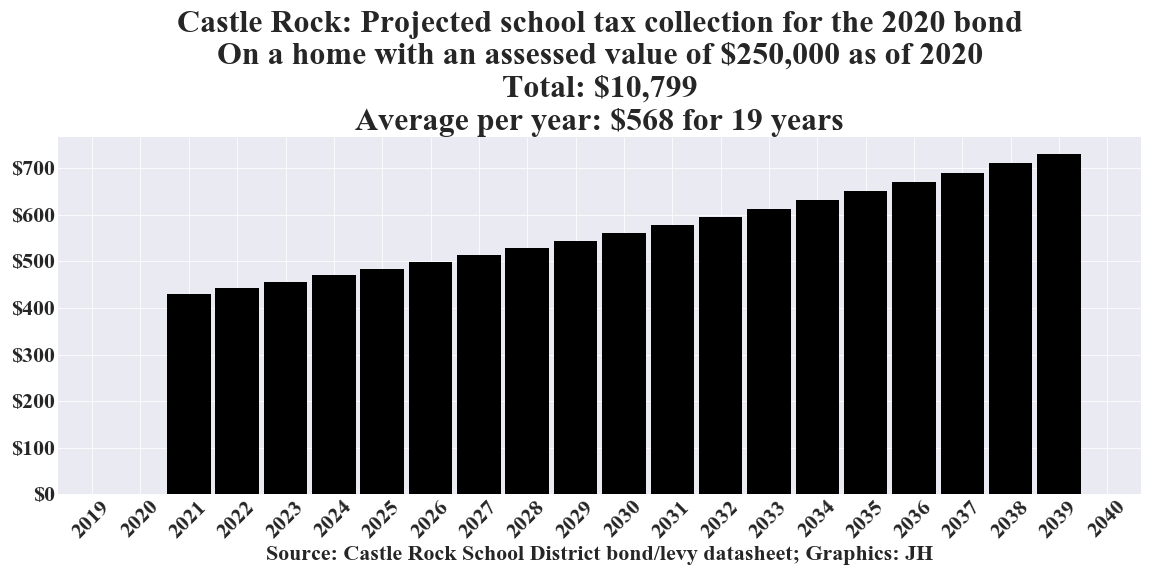 Castle Rock: Projected school tax collection for the 2020 bond
On a home with an assessed value of $250,000 as of 2020
Total: $10,799
Average per year: $568 for 19 years
$700
$600
$500
$400
$300
$200
$100
$0
2019 2020 2021 2022 2023 2024 2025 2026 2027 2028 2029 2030 2031 2032 2033 2034 2035 2036 2037 2038 2039 2040
Source: Castle Rock School District bond/levy datasheet; Graphics: JH